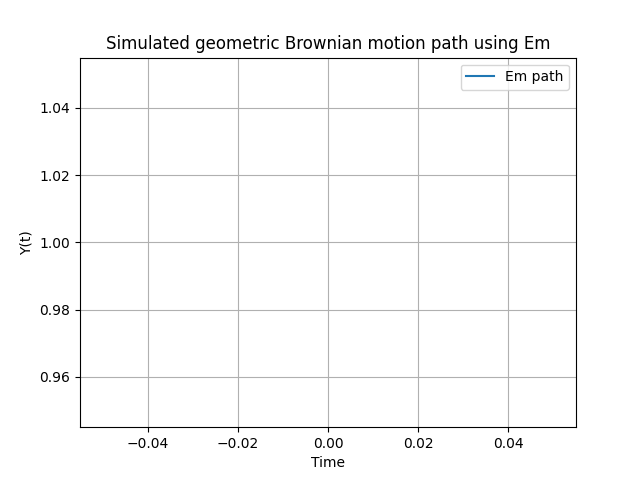 Simulated geometric Brownian motion path using Em
Em path
1.04
1.02
1.00
0.98
0.96
Y(t)
−0.04 −0.02 0.00 0.02 0.04
Time